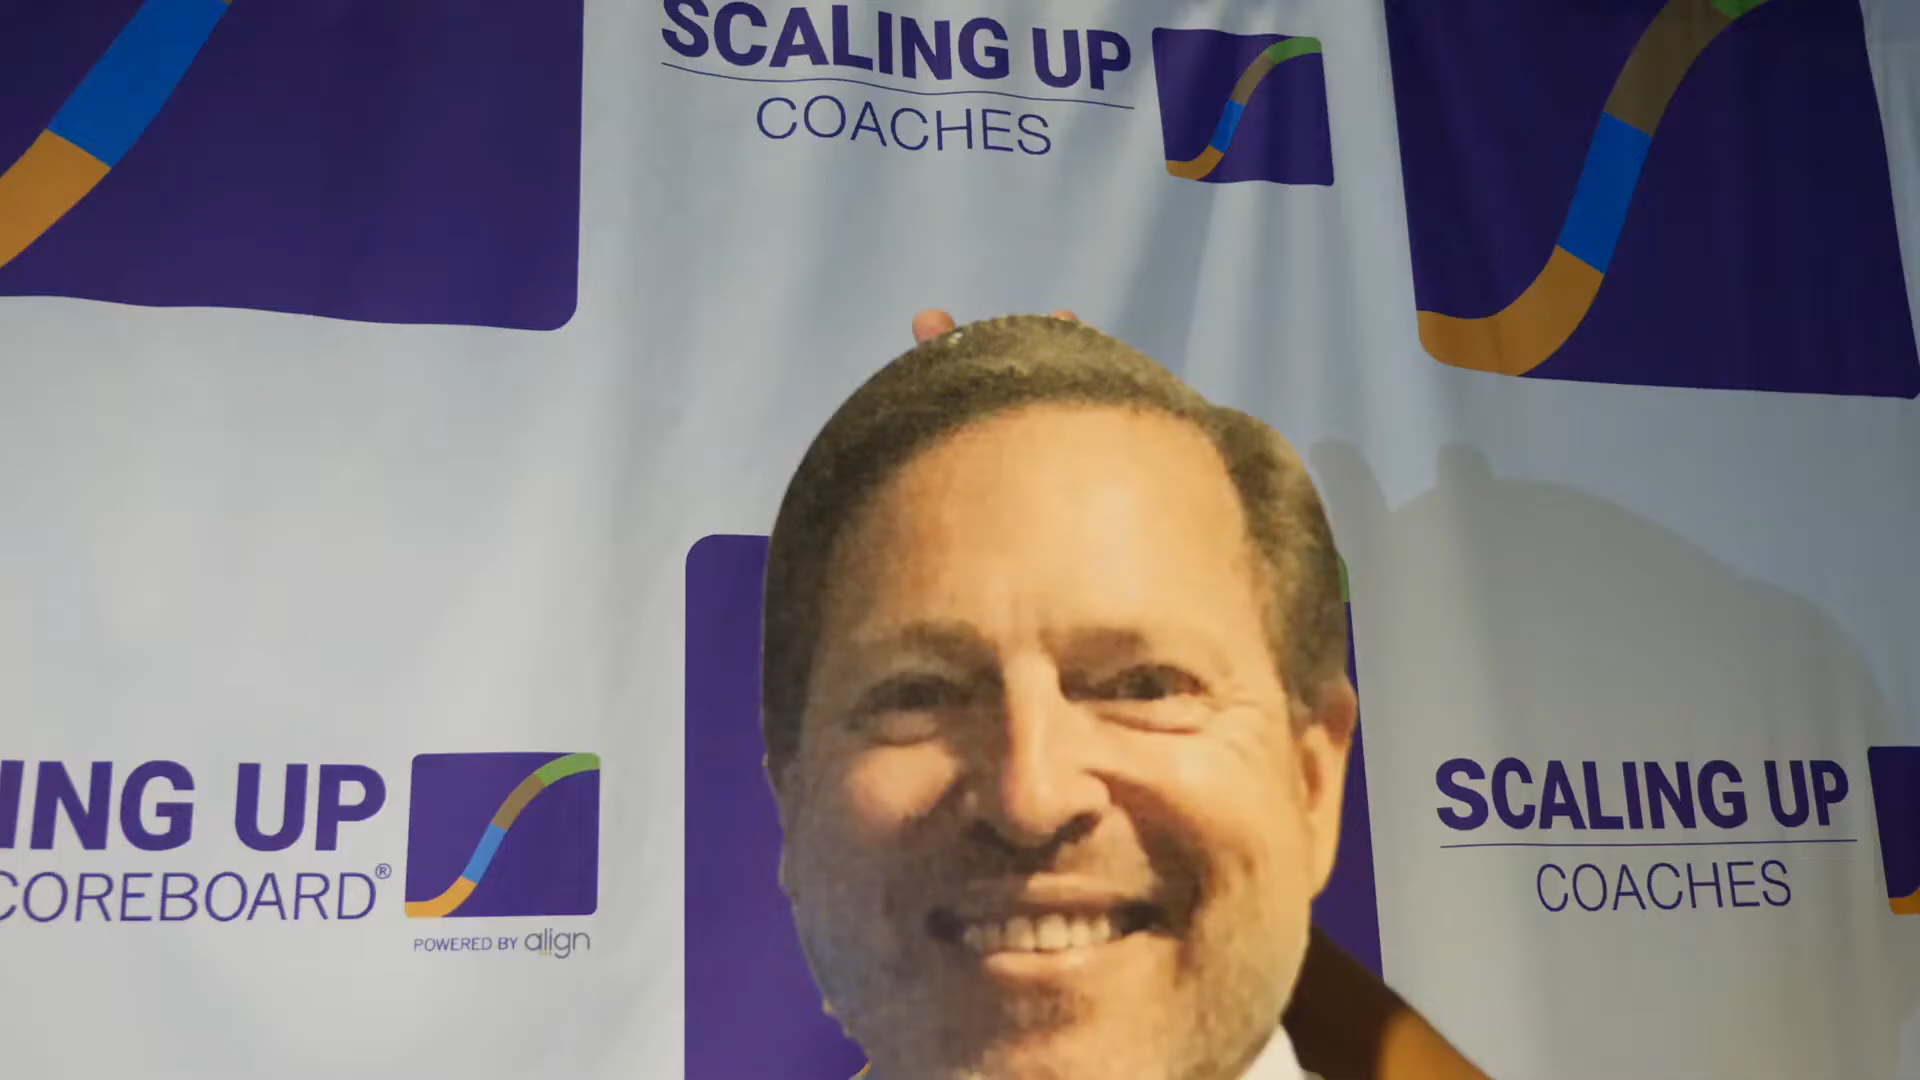 SCALING UP
COACHES
ING UP
COREBOARD®
POWERED BY align
SCALING UP
COACHES